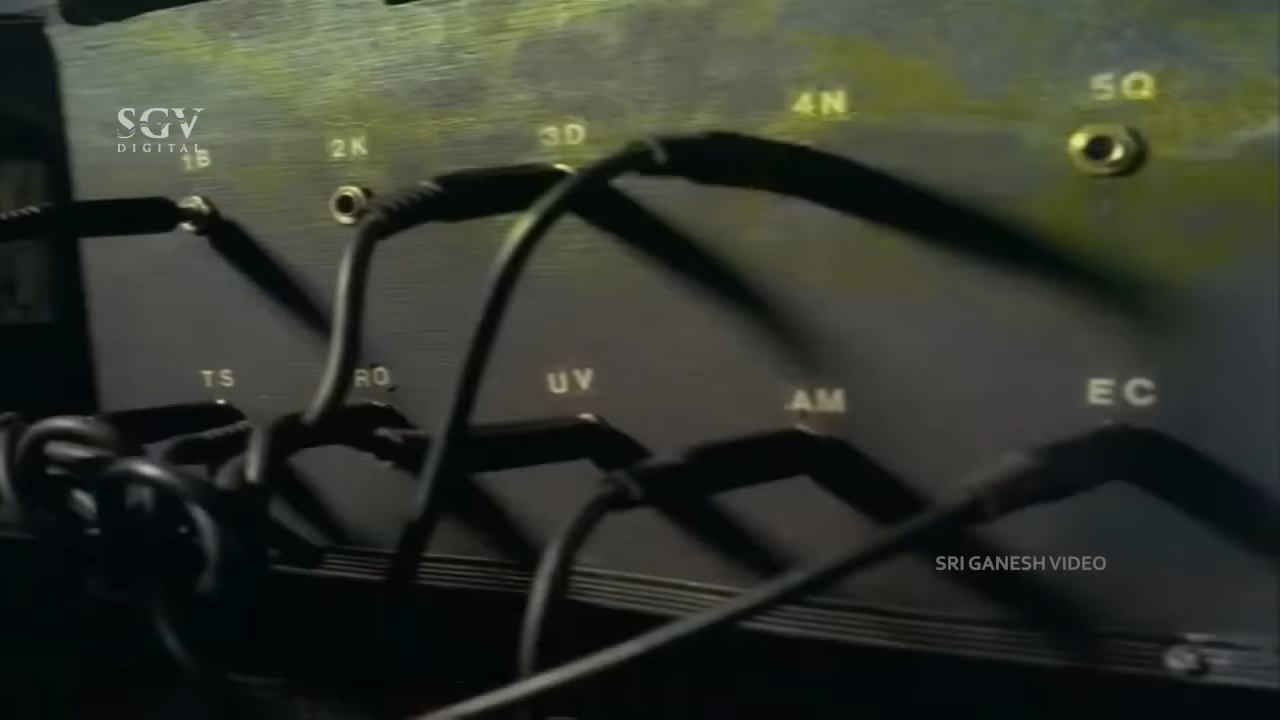 SGV
DIGITAL
1B
2K
3D
4N
5Q
TS
RO
UV
AM
EC
SRI GANESH VIDEO